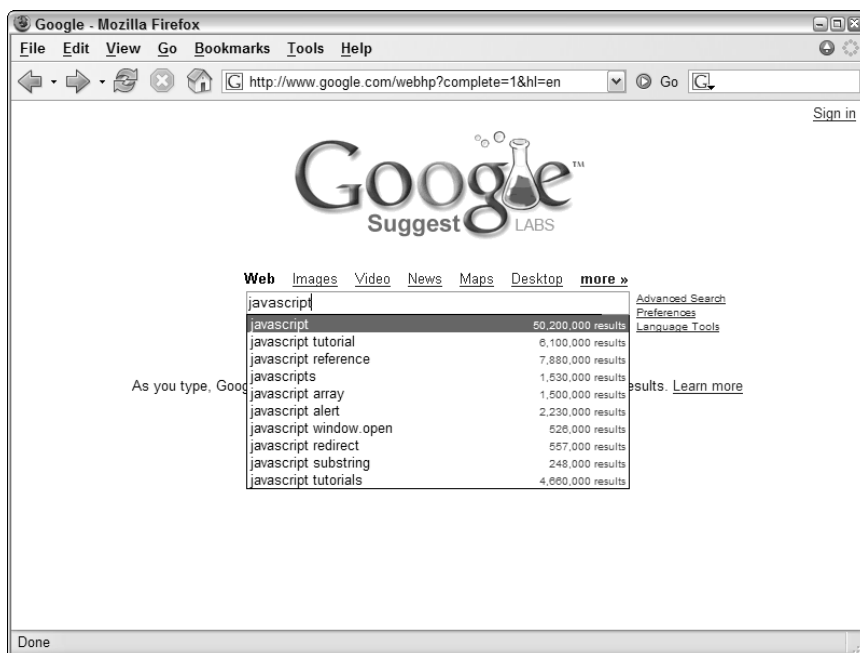 Google - Mozilla Firefox
File Edit View Go Bookmarks Tools Help
G http://www.google.com/webhp?complete=1&hl=en Go G
Sign in
Google™
Suggest LABS
Web Images Video News Maps Desktop more »
javascript
Advanced Search
Preferences
Language Tools
javascript 50,200,000 results
javascript tutorial 6,100,000 results
javascript reference 7,880,000 results
javascripts 1,530,000 results
javascript array 1,500,000 results
As you type, Goog esults. Learn more
javascript alert 2,230,000 results
javascript window.open 526,000 results
javascript redirect 557,000 results
javascript substring 248,000 results
javascript tutorials 4,660,000 results
Done